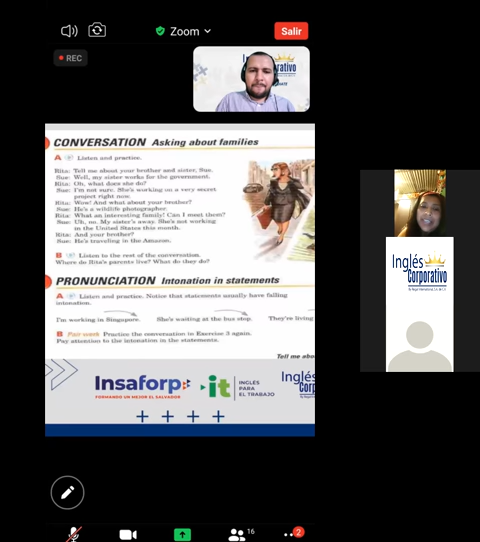 Zoom
Salir
REC
CONVERSATION Asking about families
A Listen and practice.
Rita: Tell me about your brother and sister, Sue.
Sue: Well, my sister works for the government.
Rita: Oh, what does she do?
Sue: I'm not sure. She's working on a very secret
project right now.
Rita: Wow! And what about your brother?
Sue: He's a wildlife photographer.
Rita: What an interesting family! Can I meet them?
Sue: Uh, no. My sister's away. She's not working
in the United States this month.
Rita: And your brother?
Sue: He's traveling in the Amazon.
B Listen to the rest of the conversation.
Where do Rita's parents live? What do they do?
PRONUNCIATION Intonation in statements
A Listen and practice. Notice that statements usually have falling
intonation.
I'm working in Singapore. She's waiting at the bus stop. They're living
B Pair work Practice the conversation in Exercise 3 again.
Pay attention to the intonation in the statements.
Tell me abo
Insaforp
FORMANDO UN MEJOR EL SALVADOR
it
INGLÉS
PARA
EL TRABAJO
Inglés
Corp
16
2
Inglés
Corporativo